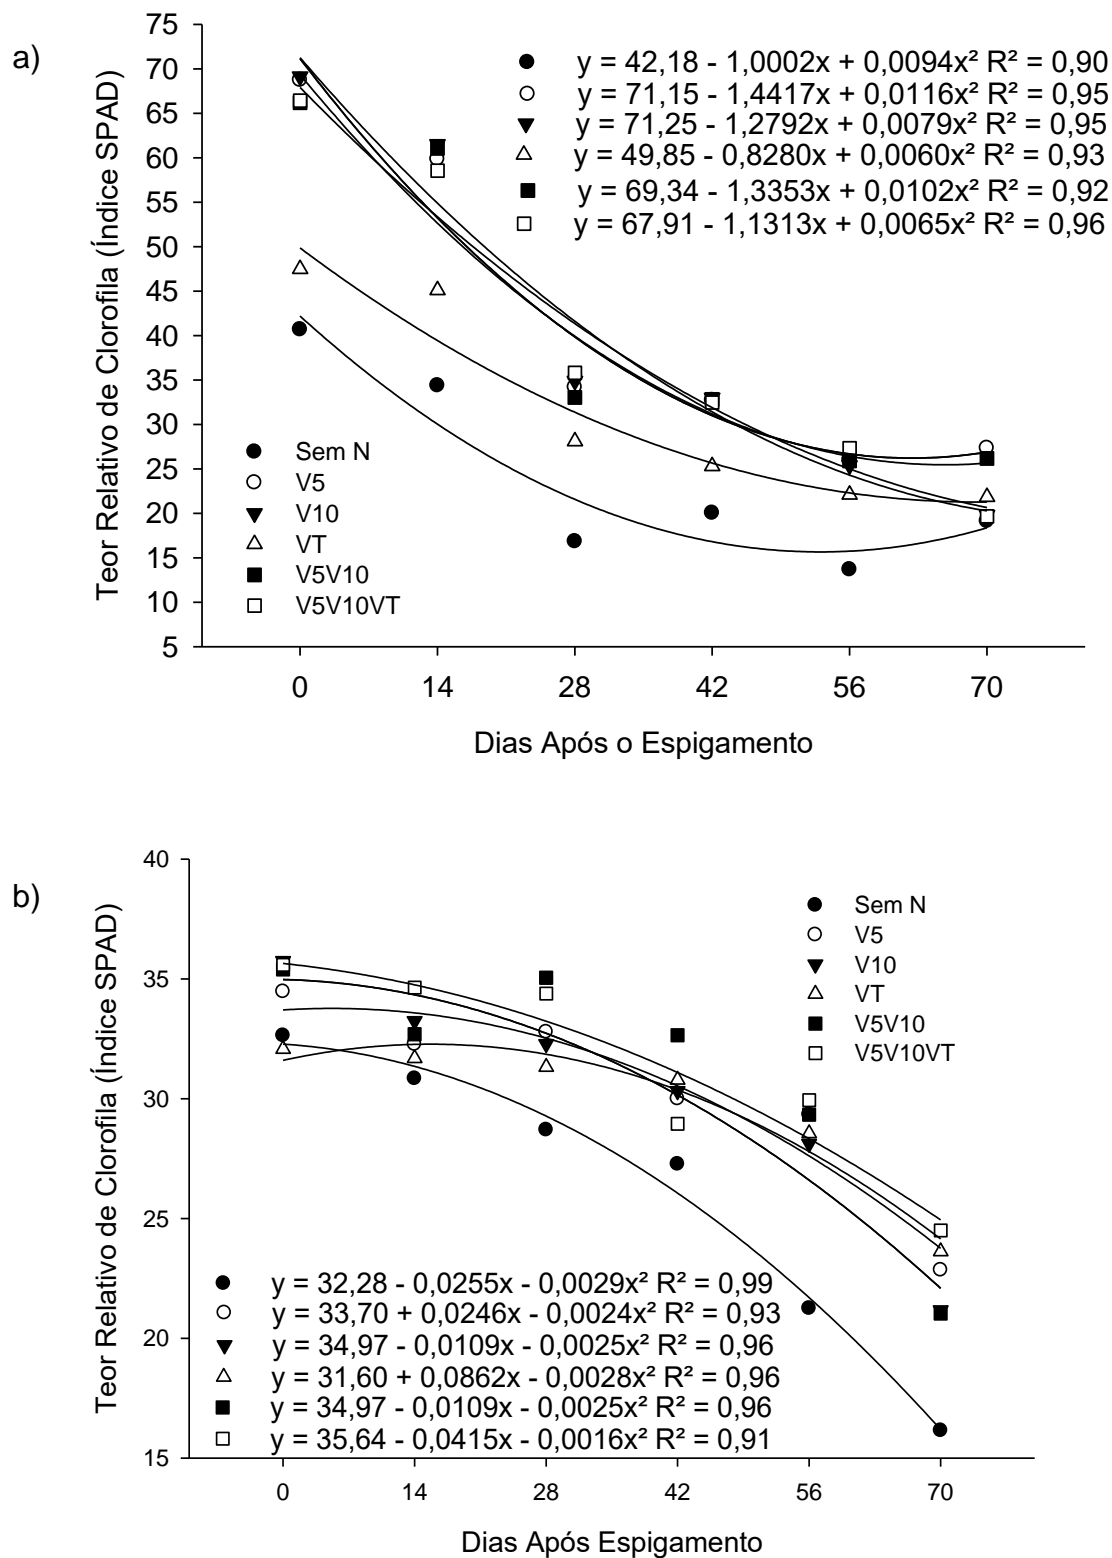 a)
Teor Relativo de Clorofila (Índice SPAD)
75
70
65
60
55
50
45
40
35
30
25
20
15
10
5
y = 42,18 - 1,0002x + 0,0094x² R² = 0,90
y = 71,15 - 1,4417x + 0,0116x² R² = 0,95
y = 71,25 - 1,2792x + 0,0079x² R² = 0,95
y = 49,85 - 0,8280x + 0,0060x² R² = 0,93
y = 69,34 - 1,3353x + 0,0102x² R² = 0,92
y = 67,91 - 1,1313x + 0,0065x² R² = 0,96
Sem N
V5
V10
VT
V5V10
V5V10VT
0 14 28 42 56 70
Dias Após o Espigamento
b)
Teor Relativo de Clorofila (Índice SPAD)
40
35
30
25
20
15
Sem N
V5
V10
VT
V5V10
V5V10VT
y = 32,28 - 0,0255x - 0,0029x² R² = 0,99
y = 33,70 + 0,0246x - 0,0024x² R² = 0,93
y = 34,97 - 0,0109x - 0,0025x² R² = 0,96
y = 31,60 + 0,0862x - 0,0028x² R² = 0,96
y = 34,97 - 0,0109x - 0,0025x² R² = 0,96
y = 35,64 - 0,0415x - 0,0016x² R² = 0,91
0 14 28 42 56 70
Dias Após Espigamento